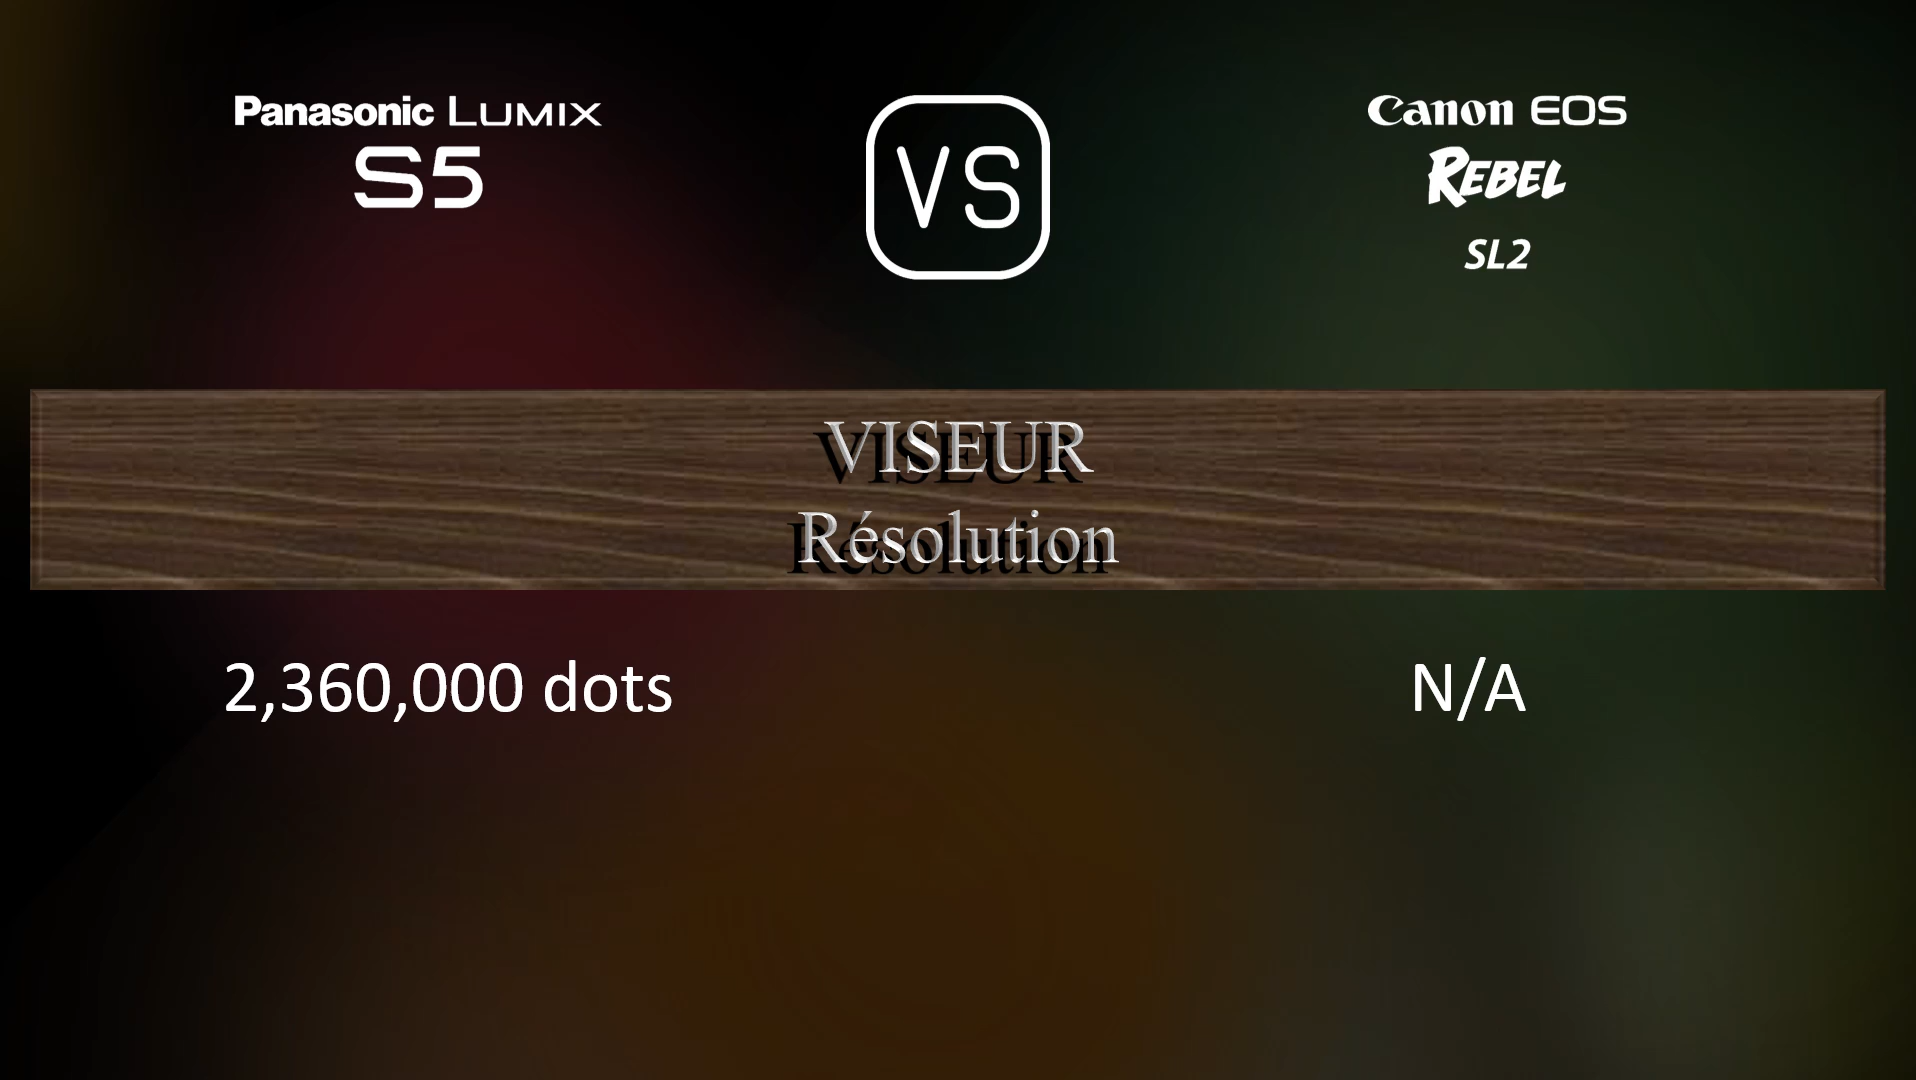 Panasonic LUMIX
S5
VS
Canon EOS
REBEL
SL2
VISEUR
Résolution
2,360,000 dots
N/A